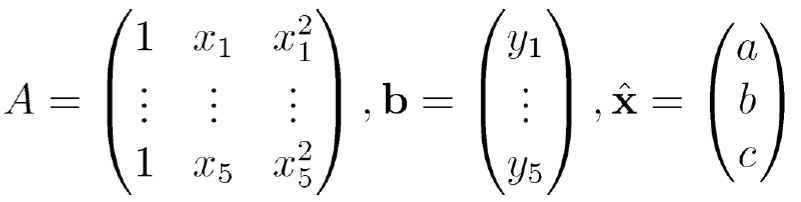 A = \begin{pmatrix} 1 & x_1 & x_1^2 \\ \vdots & \vdots & \vdots \\ 1 & x_5 & x_5^2 \end{pmatrix}, \mathbf{b} = \begin{pmatrix} y_1 \\ \vdots \\ y_5 \end{pmatrix}, \hat{\mathbf{x}} = \begin{pmatrix} a \\ b \\ c \end{pmatrix}